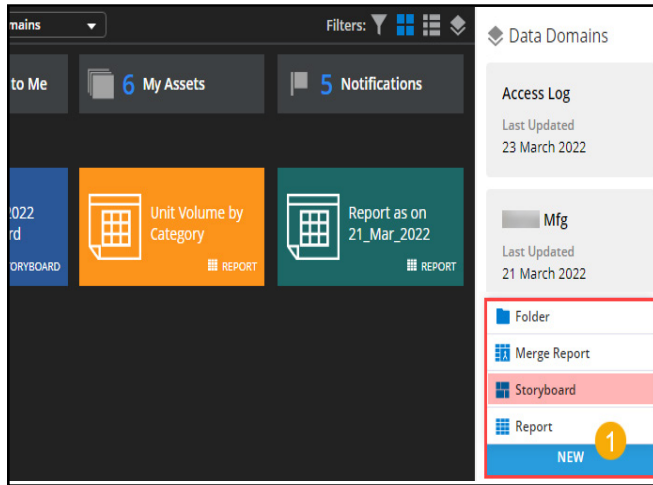 mains
Filters:
Data Domains
to Me
6 My Assets
5 Notifications
Access Log
Last Updated
23 March 2022
2022
rd
ORYBOARD
Unit Volume by
Category
REPORT
Report as on
21_Mar_2022
REPORT
Mfg
Last Updated
21 March 2022
Folder
Merge Report
Storyboard
Report
1
NEW